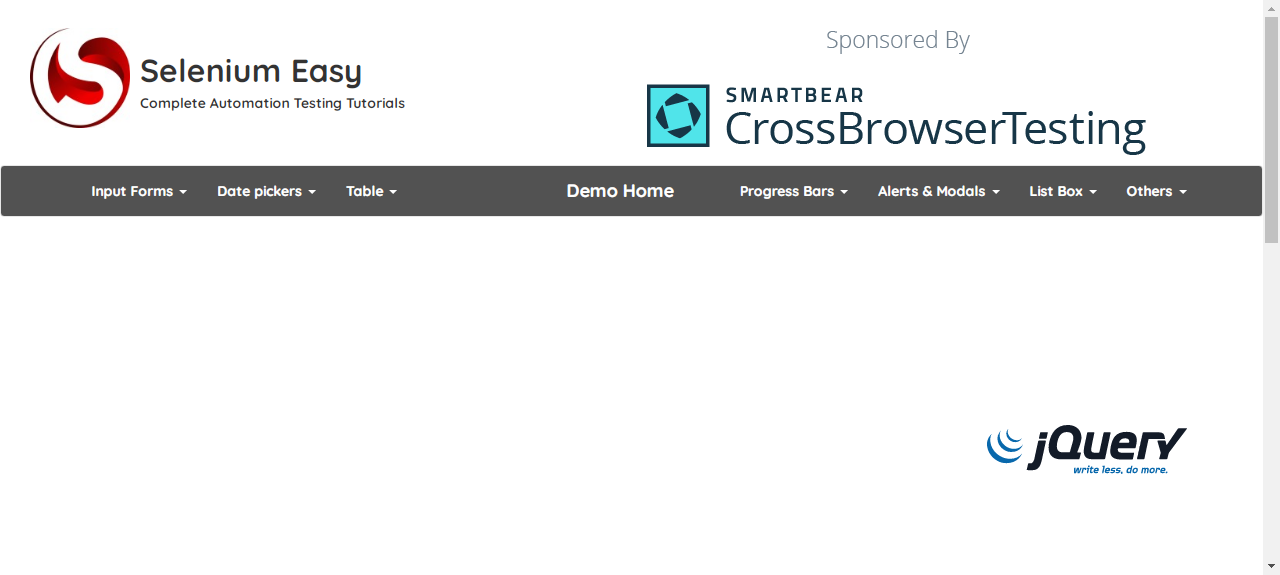 Selenium Easy
Complete Automation Testing Tutorials
Sponsored By
SMARTBEAR
CrossBrowserTesting
Input Forms
Date pickers
Table
Demo Home
Progress Bars
Alerts & Modals
List Box
Others
jQuery
write less, do more.